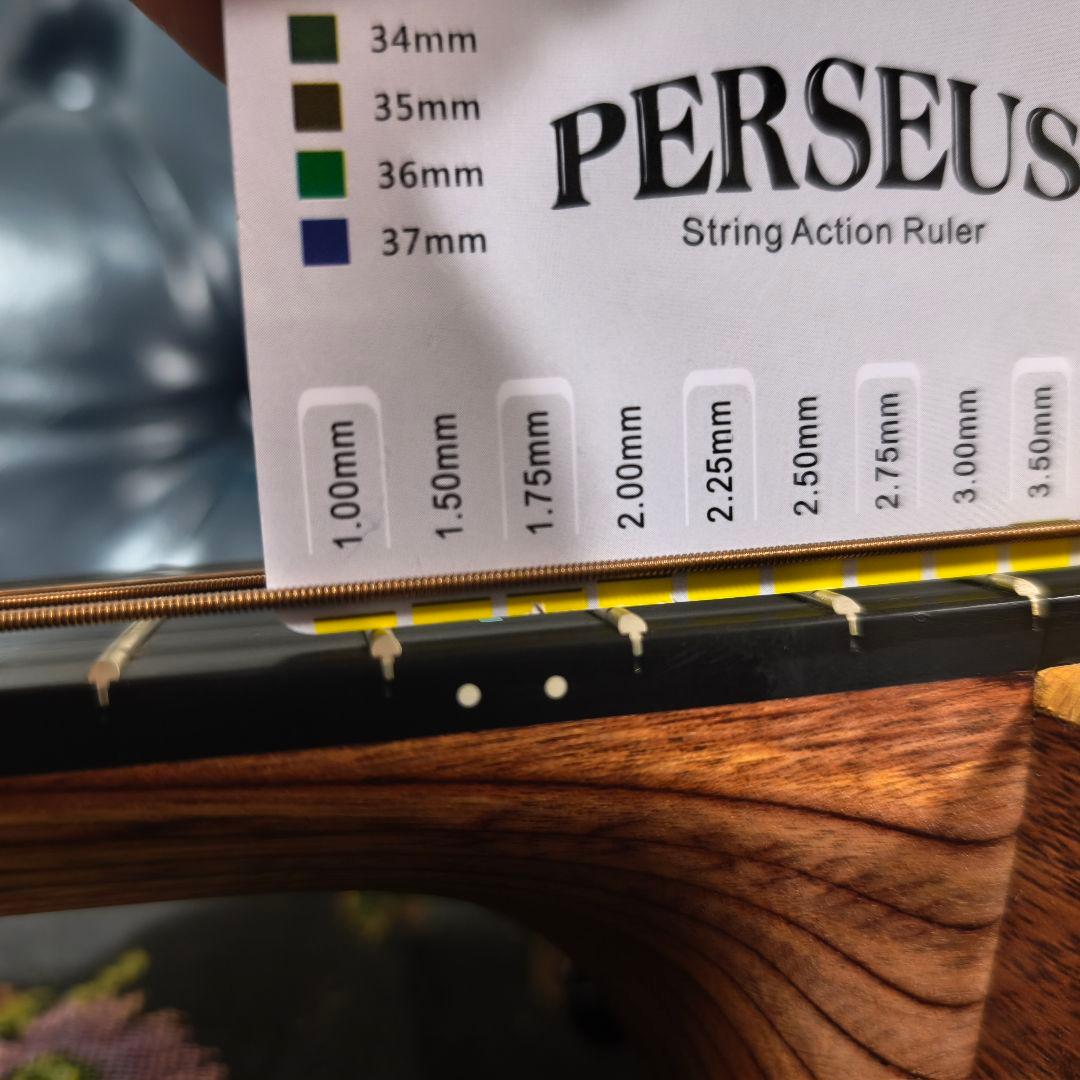 34mm
35mm
36mm
37mm
PERSEUS
String Action Ruler
1.00mm
1.50mm
1.75mm
2.00mm
2.25mm
2.50mm
2.75mm
3.00mm
3.50mm